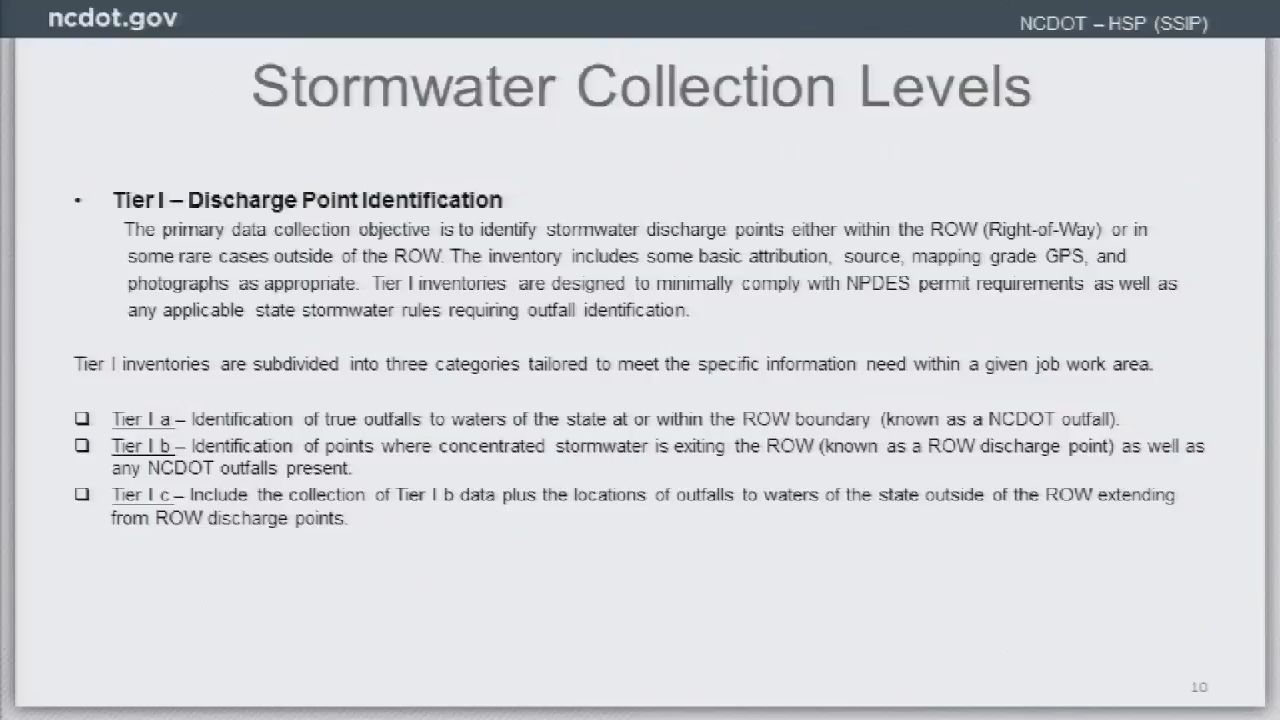 ncdot.gov
NCDOT – HSP (SSIP)
Stormwater Collection Levels
• Tier I – Discharge Point Identification
The primary data collection objective is to identify stormwater discharge points either within the ROW (Right-of-Way) or in
some rare cases outside of the ROW. The inventory includes some basic attribution, source, mapping grade GPS, and
photographs as appropriate. Tier I inventories are designed to minimally comply with NPDES permit requirements as well as
any applicable state stormwater rules requiring outfall identification.
Tier I inventories are subdivided into three categories tailored to meet the specific information need within a given job work area.
❑ Tier I a – Identification of true outfalls to waters of the state at or within the ROW boundary (known as a NCDOT outfall).
❑ Tier I b – Identification of points where concentrated stormwater is exiting the ROW (known as a ROW discharge point) as well as
any NCDOT outfalls present.
❑ Tier I c – Include the collection of Tier I b data plus the locations of outfalls to waters of the state outside of the ROW extending
from ROW discharge points.
10